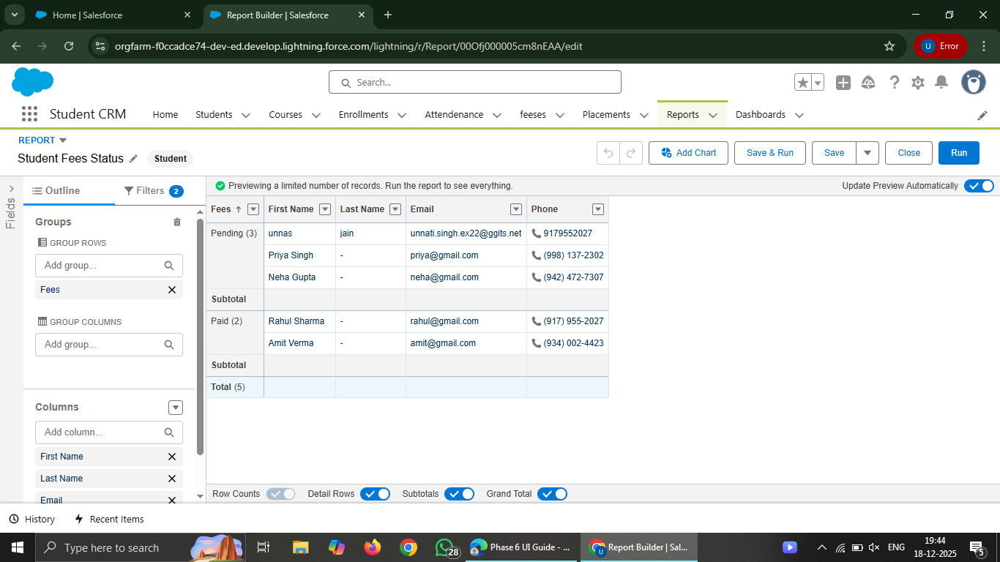 Home | Salesforce
Report Builder | Salesforce
orgfarm-f0ccadce74-dev-ed.develop.lightning.force.com/lightning/r/Report/00Ofj000005cm8nEAA/edit
U Error
Search...
Student CRM
Home Students Courses Enrollments Attendenance feeses Placements Reports Dashboards
REPORT
Student Fees Status
Student
Add Chart
Save & Run
Save
Close
Run
Fields
Outline
Filters 2
Previewing a limited number of records. Run the report to see everything.
Update Preview Automatically
Groups
GROUP ROWS
Add group...
Fees
GROUP COLUMNS
Add group...
Columns
Add column...
First Name
Last Name
Email
Fees First Name Last Name Email Phone
Pending (3) unnas jain unnati.singh.ex22@ggits.net 9179552027
Priya Singh - priya@gmail.com (998) 137-2302
Neha Gupta - neha@gmail.com (942) 472-7307
Subtotal
Paid (2) Rahul Sharma - rahul@gmail.com (917) 955-2027
Amit Verma - amit@gmail.com (934) 002-4423
Subtotal
Total (5)
Row Counts Detail Rows Subtotals Grand Total
History Recent Items
Type here to search
28
Phase 6 UI Guide - ...
U
Report Builder | Sal...
ENG
19:44
18-12-2025
5